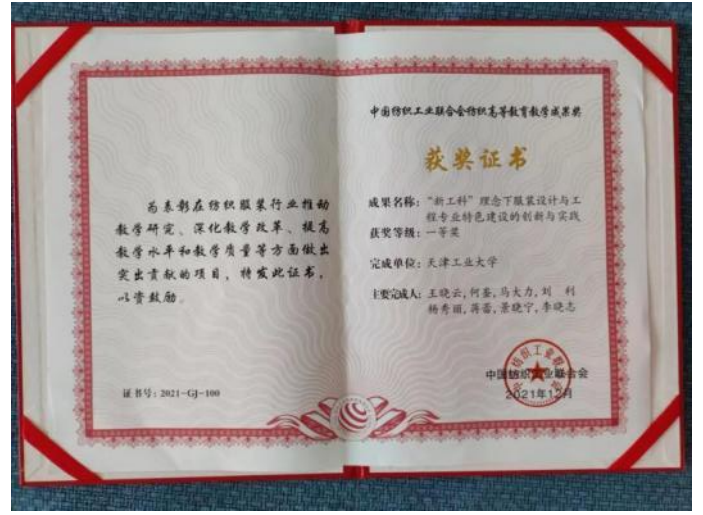 为表彰在纺织服装行业推动
教学研究、深化教学改革、提高
教学水平和教学质量等方面做出
突出贡献的项目，特发此证书，
以资鼓励。
证书号：2021-GJ-100
中国纺织工业联合会纺织高等教育教学成果奖
获奖证书
成果名称：“新工科”理念下服装设计与工
程专业特色建设的创新与实践
获奖等级：一等奖
完成单位：天津工业大学
主要完成人：王晓云，何崟，马大力，刘 利
杨秀丽，蒋蕾，景晓宁，李晓志
中国纺织工业联合会
2021年12月